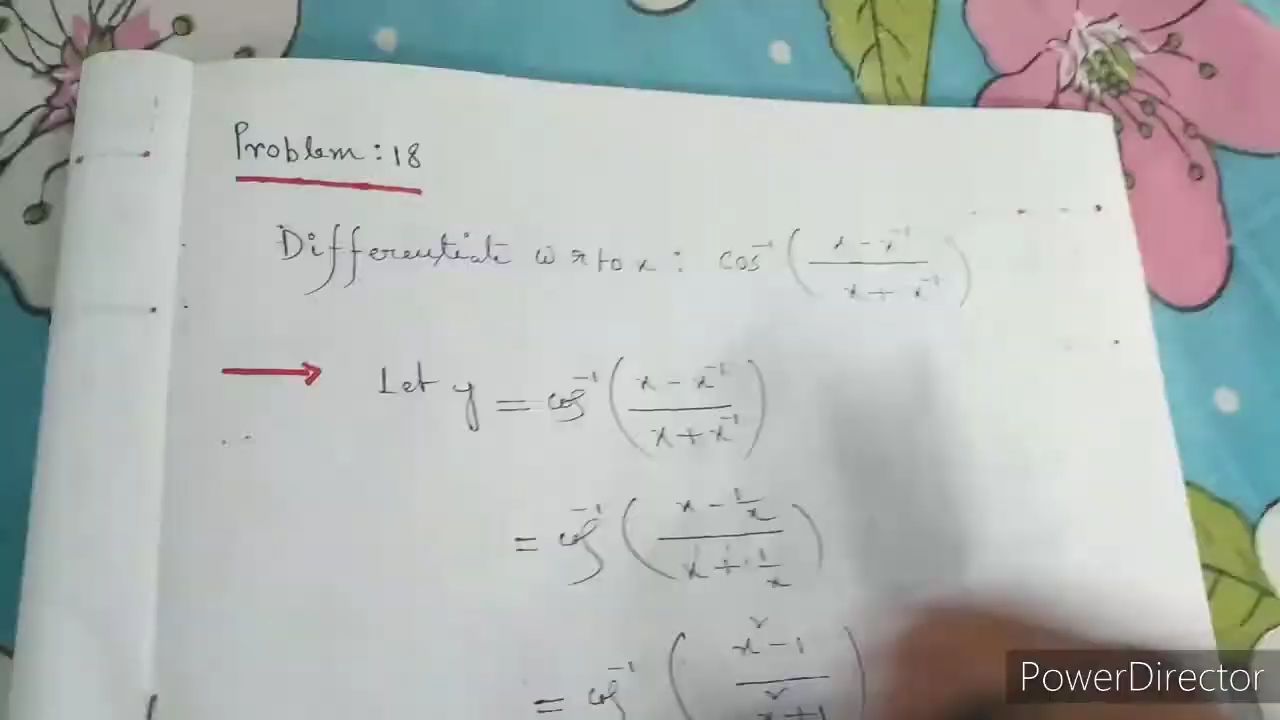 Problem : 18
Differentiate w r to x : cos⁻¹ ( (x - x⁻¹) / (x + x⁻¹) )
Let y = cos⁻¹ ( (x - x⁻¹) / (x + x⁻¹) )
= cos⁻¹ ( (x - 1/x) / (x + 1/x) )
= cos⁻¹ ( (x² - 1) / (x² + 1) )
PowerDirector